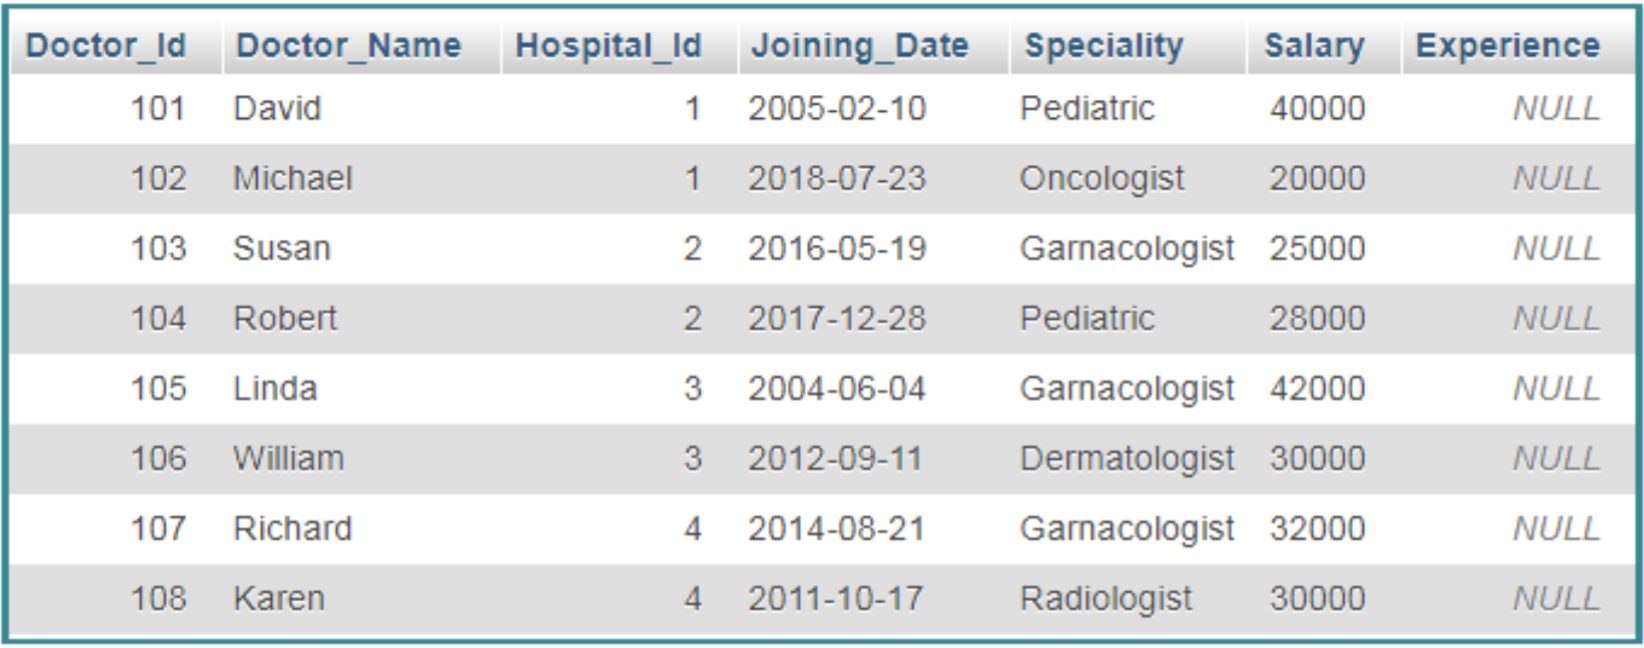 Doctor_Id Doctor_Name Hospital_Id Joining_Date Speciality Salary Experience
101 David 1 2005-02-10 Pediatric 40000 NULL
102 Michael 1 2018-07-23 Oncologist 20000 NULL
103 Susan 2 2016-05-19 Garnacologist 25000 NULL
104 Robert 2 2017-12-28 Pediatric 28000 NULL
105 Linda 3 2004-06-04 Garnacologist 42000 NULL
106 William 3 2012-09-11 Dermatologist 30000 NULL
107 Richard 4 2014-08-21 Garnacologist 32000 NULL
108 Karen 4 2011-10-17 Radiologist 30000 NULL